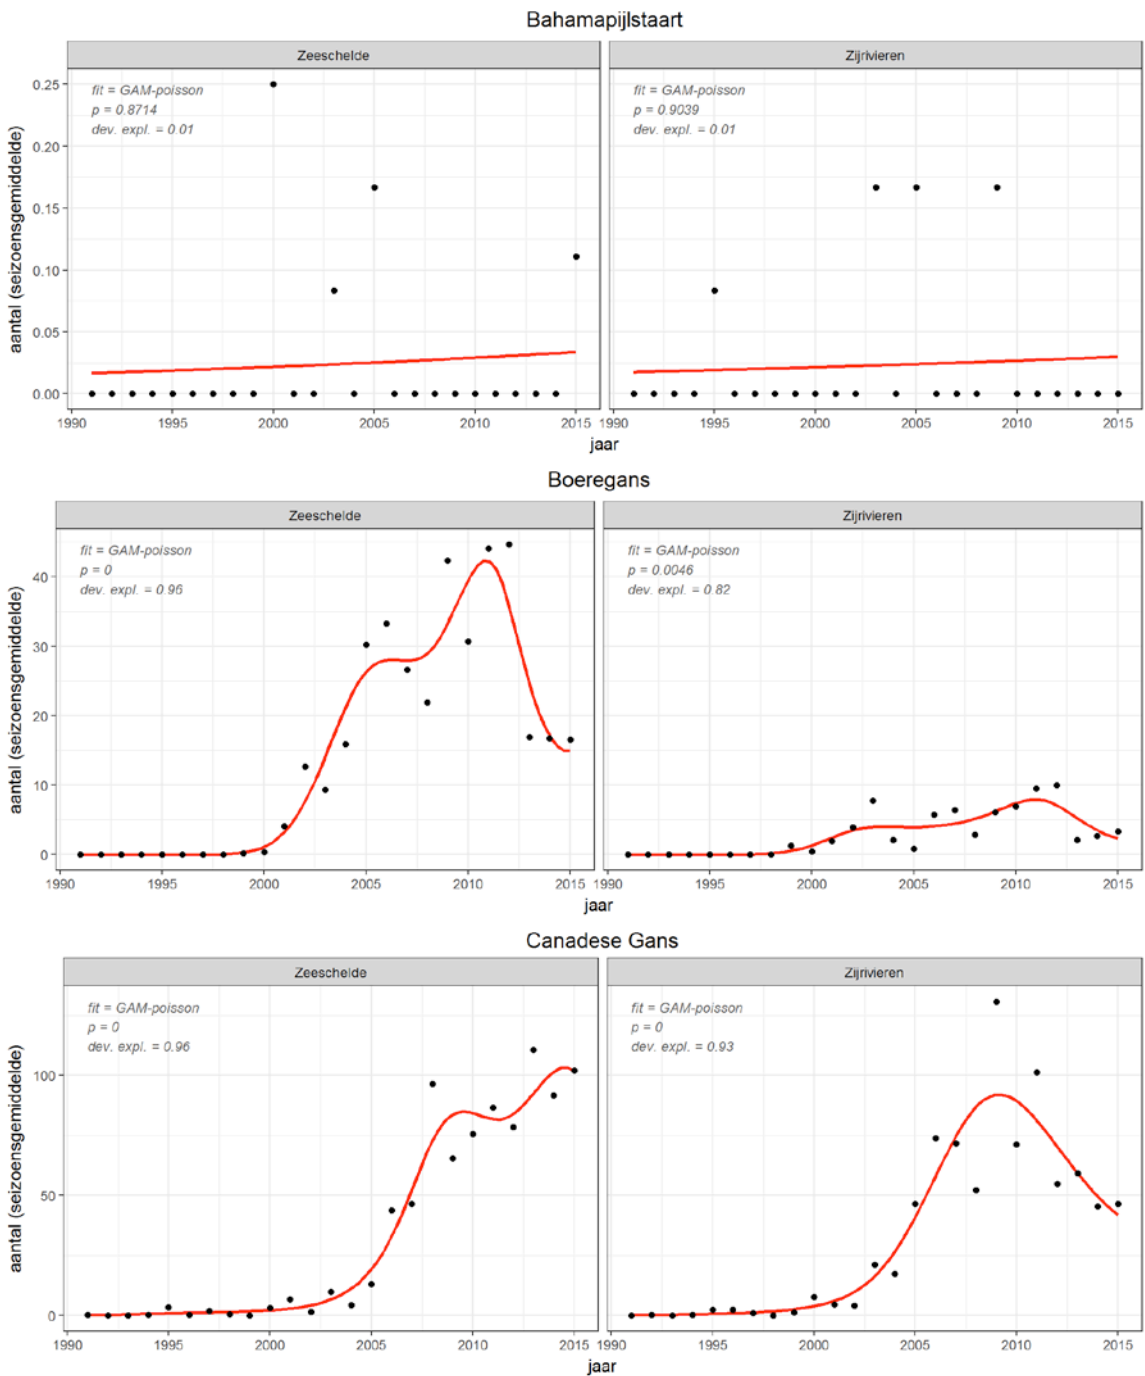 Bahamapijlstaart
Zeeschelde
Zijrivieren
fit = GAM-poisson
p = 0.8714
dev. expl. = 0.01
fit = GAM-poisson
p = 0.9039
dev. expl. = 0.01
aantal (seizoensgemiddelde)
0.25
0.20
0.15
0.10
0.05
0.00
1990 1995 2000 2005 2010 2015
1990 1995 2000 2005 2010 2015
jaar
Boeregans
Zeeschelde
Zijrivieren
fit = GAM-poisson
p = 0
dev. expl. = 0.96
fit = GAM-poisson
p = 0.0046
dev. expl. = 0.82
aantal (seizoensgemiddelde)
40
30
20
10
0
1990 1995 2000 2005 2010 2015
1990 1995 2000 2005 2010 2015
jaar
Canadese Gans
Zeeschelde
Zijrivieren
fit = GAM-poisson
p = 0
dev. expl. = 0.96
fit = GAM-poisson
p = 0
dev. expl. = 0.93
aantal (seizoensgemiddelde)
100
50
0
1990 1995 2000 2005 2010 2015
1990 1995 2000 2005 2010 2015
jaar